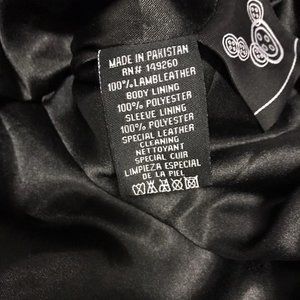 MADE IN PAKISTAN
RN# 149260
100% LAMBLEATHER
BODY LINING
100% POLYESTER
SLEEVE LINING
100% POLYESTER
SPECIAL LEATHER
CLEANING
NETTOYANT
SPECIAL CUIR
LIMPIEZA ESPECIAL
DE LA PIEL